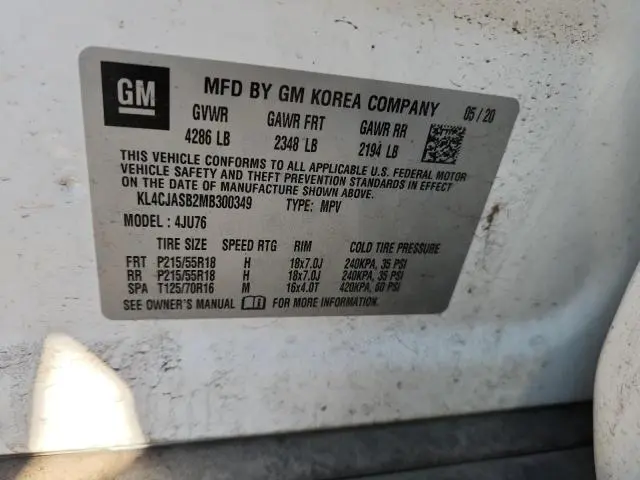 GM MFD BY GM KOREA COMPANY 05/20
GVWR GAWR FRT GAWR RR
4286 LB 2348 LB 2194 LB
THIS VEHICLE CONFORMS TO ALL APPLICABLE U.S. FEDERAL MOTOR
VEHICLE SAFETY AND THEFT PREVENTION STANDARDS IN EFFECT ON
THE DATE OF MANUFACTURE SHOWN ABOVE.
KL4CJASB2MB300349 TYPE: MPV
MODEL : 4JU76
TIRE SIZE SPEED RTG RIM COLD TIRE PRESSURE
FRT P215/55R18 H 18x7.0J 240KPA, 35 PSI
RR P215/55R18 H 18x7.0J 240KPA, 35 PSI
SPA T125/70R16 M 16x4.0T 420KPA, 60 PSI
SEE OWNER'S MANUAL FOR MORE INFORMATION